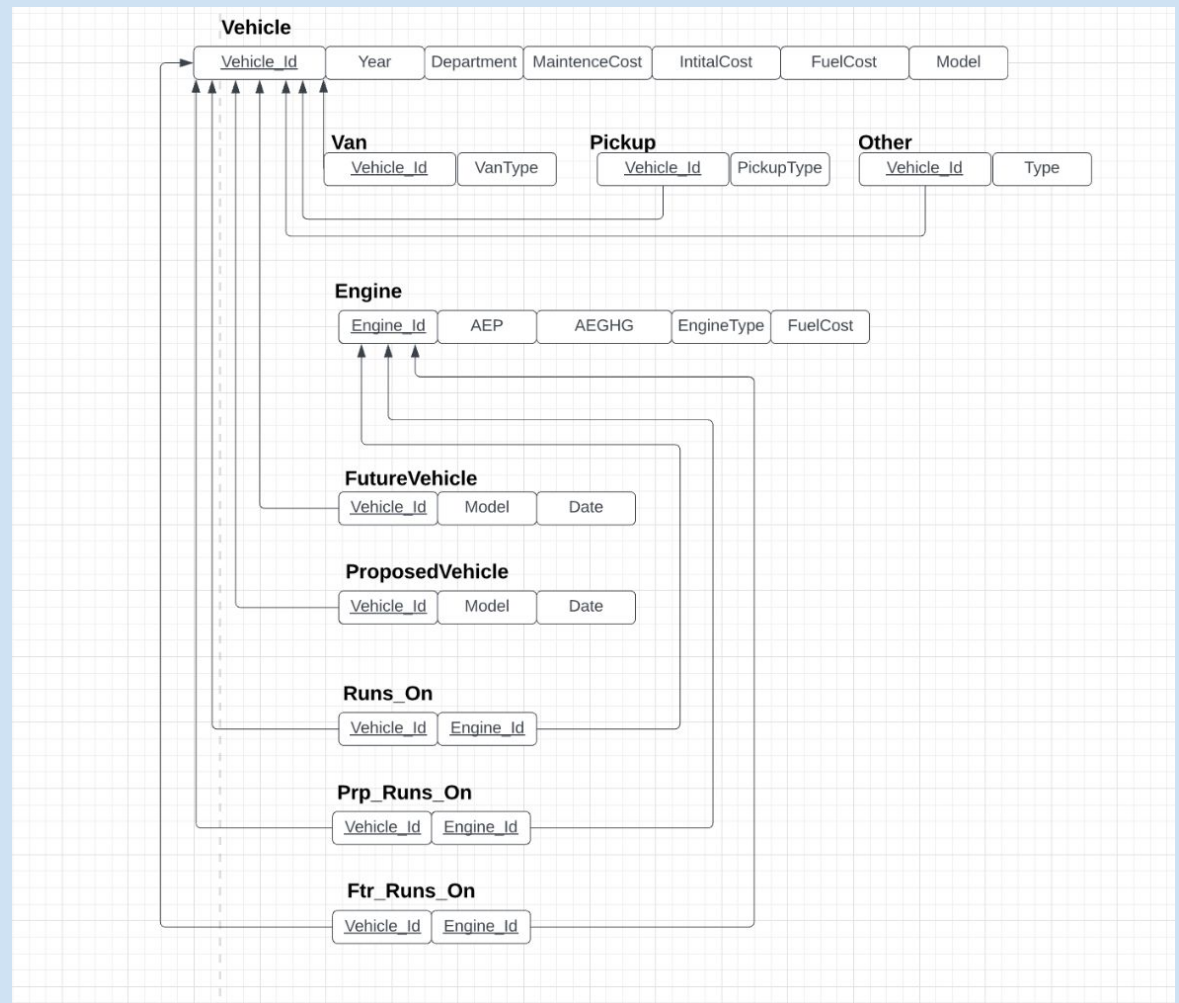 Vehicle
Vehicle_Id Year Department MaintenceCost IntitalCost FuelCost Model
Van Pickup Other
Vehicle_Id VanType Vehicle_Id PickupType Vehicle_Id Type
Engine
Engine_Id AEP AEGHG EngineType FuelCost
FutureVehicle
Vehicle_Id Model Date
ProposedVehicle
Vehicle_Id Model Date
Runs_On
Vehicle_Id Engine_Id
Prp_Runs_On
Vehicle_Id Engine_Id
Ftr_Runs_On
Vehicle_Id Engine_Id